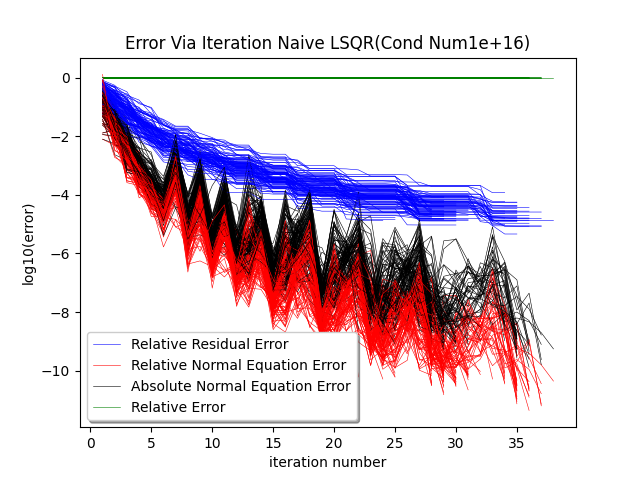 Error Via Iteration Naive LSQR(Cond Num1e+16)
0
−2
−4
−6
−8
−10
log10(error)
Relative Residual Error
Relative Normal Equation Error
Absolute Normal Equation Error
Relative Error
0 5 10 15 20 25 30 35
iteration number